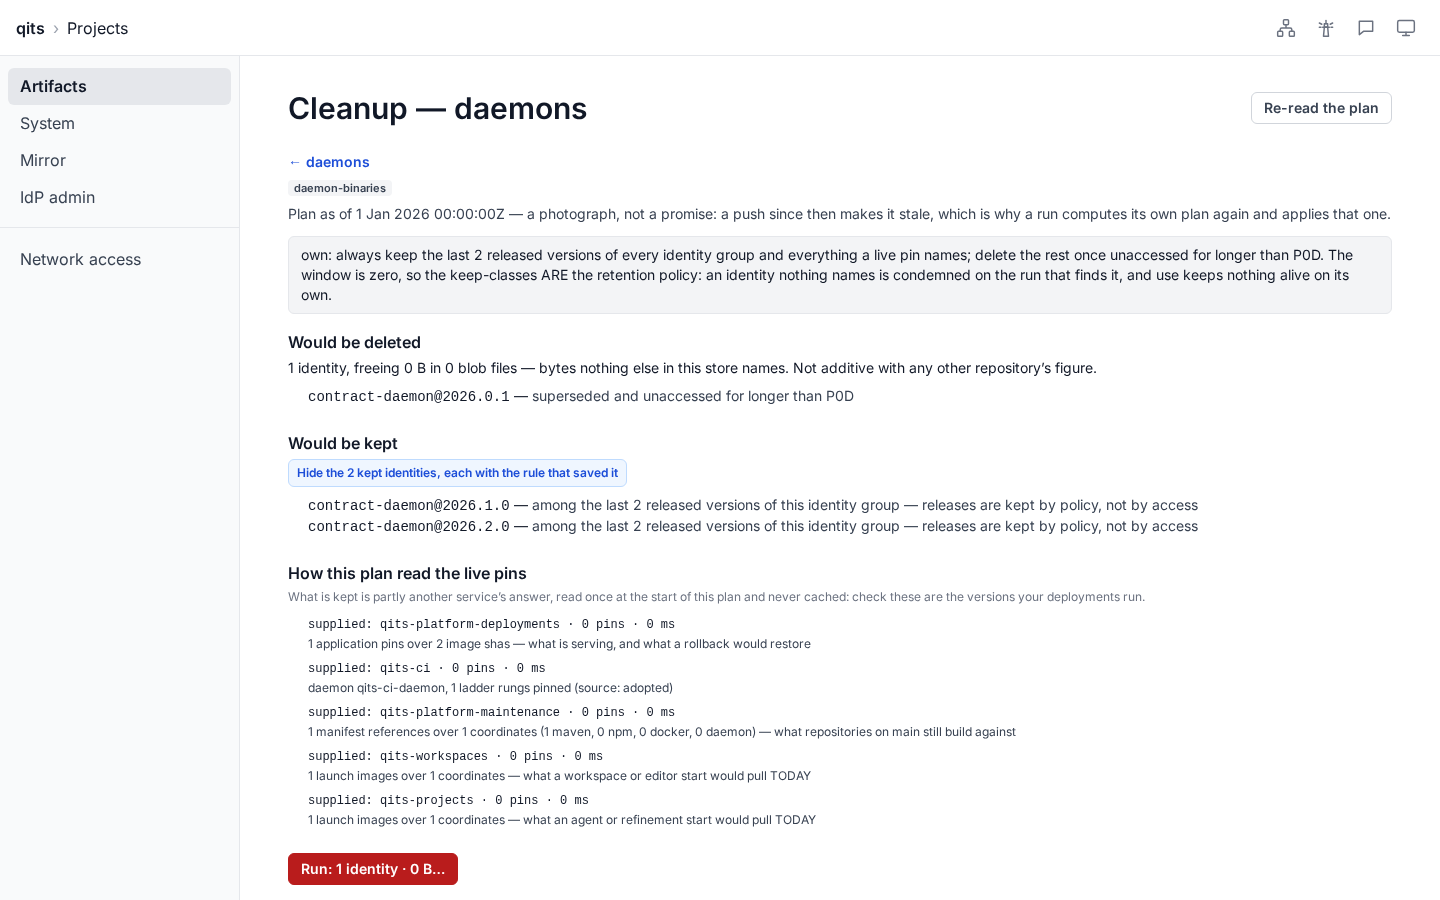 qits › Projects
Artifacts
System
Mirror
IdP admin
Network access
Cleanup — daemons
Re-read the plan
← daemons
daemon-binaries
Plan as of 1 Jan 2026 00:00:00Z — a photograph, not a promise: a push since then makes it stale, which is why a run computes its own plan again and applies that one.
own: always keep the last 2 released versions of every identity group and everything a live pin names; delete the rest once unaccessed for longer than P0D. The
window is zero, so the keep-classes ARE the retention policy: an identity nothing names is condemned on the run that finds it, and use keeps nothing alive on its
own.
Would be deleted
1 identity, freeing 0 B in 0 blob files — bytes nothing else in this store names. Not additive with any other repository’s figure.
contract-daemon@2026.0.1 — superseded and unaccessed for longer than P0D
Would be kept
Hide the 2 kept identities, each with the rule that saved it
contract-daemon@2026.1.0 — among the last 2 released versions of this identity group — releases are kept by policy, not by access
contract-daemon@2026.2.0 — among the last 2 released versions of this identity group — releases are kept by policy, not by access
How this plan read the live pins
What is kept is partly another service’s answer, read once at the start of this plan and never cached: check these are the versions your deployments run.
supplied: qits-platform-deployments · 0 pins · 0 ms
1 application pins over 2 image shas — what is serving, and what a rollback would restore
supplied: qits-ci · 0 pins · 0 ms
daemon qits-ci-daemon, 1 ladder rungs pinned (source: adopted)
supplied: qits-platform-maintenance · 0 pins · 0 ms
1 manifest references over 1 coordinates (1 maven, 0 npm, 0 docker, 0 daemon) — what repositories on main still build against
supplied: qits-workspaces · 0 pins · 0 ms
1 launch images over 1 coordinates — what a workspace or editor start would pull TODAY
supplied: qits-projects · 0 pins · 0 ms
1 launch images over 1 coordinates — what an agent or refinement start would pull TODAY
Run: 1 identity · 0 B…